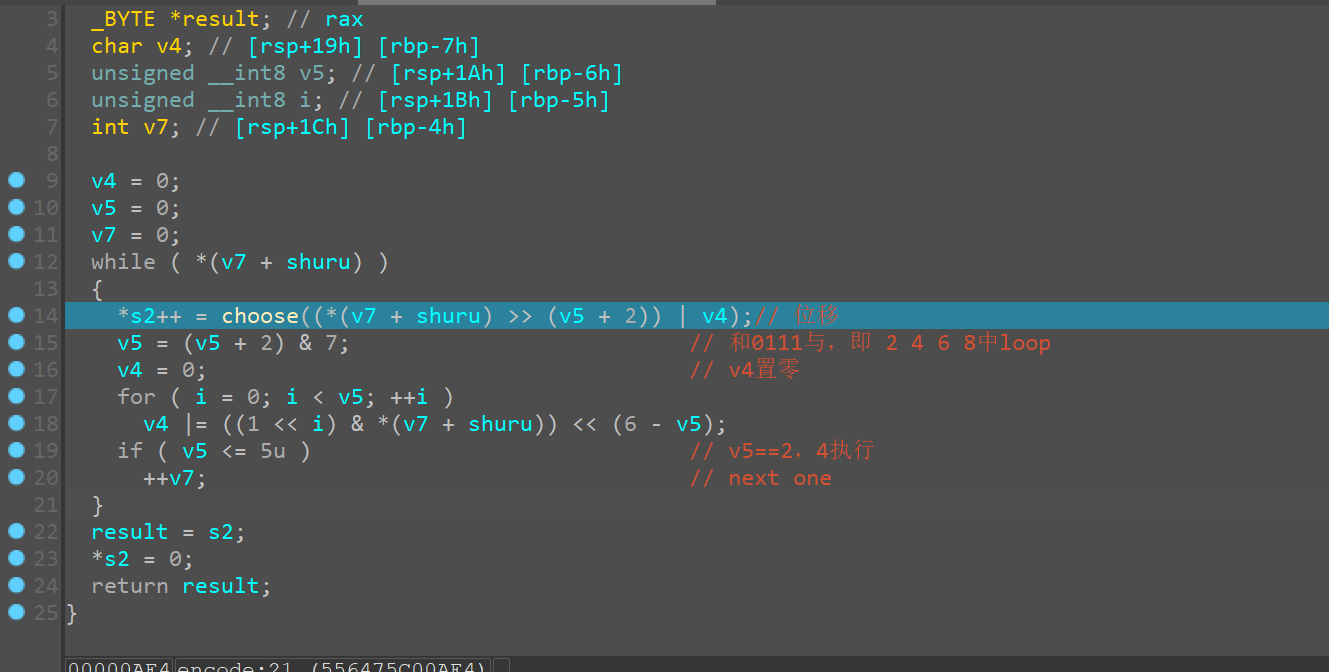 3 _BYTE *result; // rax
4 char v4; // [rsp+19h] [rbp-7h]
5 unsigned __int8 v5; // [rsp+1Ah] [rbp-6h]
6 unsigned __int8 i; // [rsp+1Bh] [rbp-5h]
7 int v7; // [rsp+1Ch] [rbp-4h]
8
9 v4 = 0;
10 v5 = 0;
11 v7 = 0;
12 while ( *(v7 + shuru) )
13 {
14 *s2++ = choose((*(v7 + shuru) >> (v5 + 2)) | v4);// 位移
15 v5 = (v5 + 2) & 7; // 和0111与，即 2 4 6 8中loop
16 v4 = 0; // v4置零
17 for ( i = 0; i < v5; ++i )
18 v4 |= ((1 << i) & *(v7 + shuru)) << (6 - v5);
19 if ( v5 <= 5u ) // v5==2，4执行
20 ++v7; // next one
21 }
22 result = s2;
23 *s2 = 0;
24 return result;
25 }
00000AE4 encode:21 (556475C00AE4)